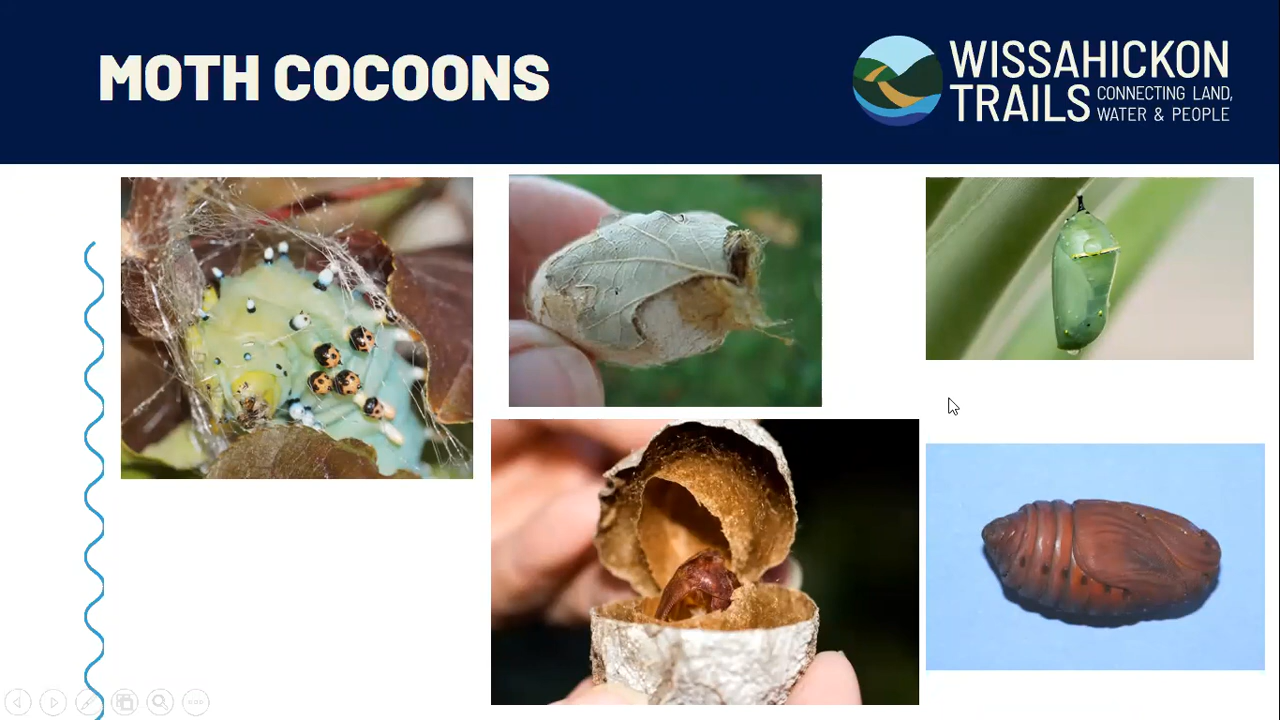 MOTH COCOONS
WISSAHICKON
TRAILS CONNECTING LAND,
WATER & PEOPLE